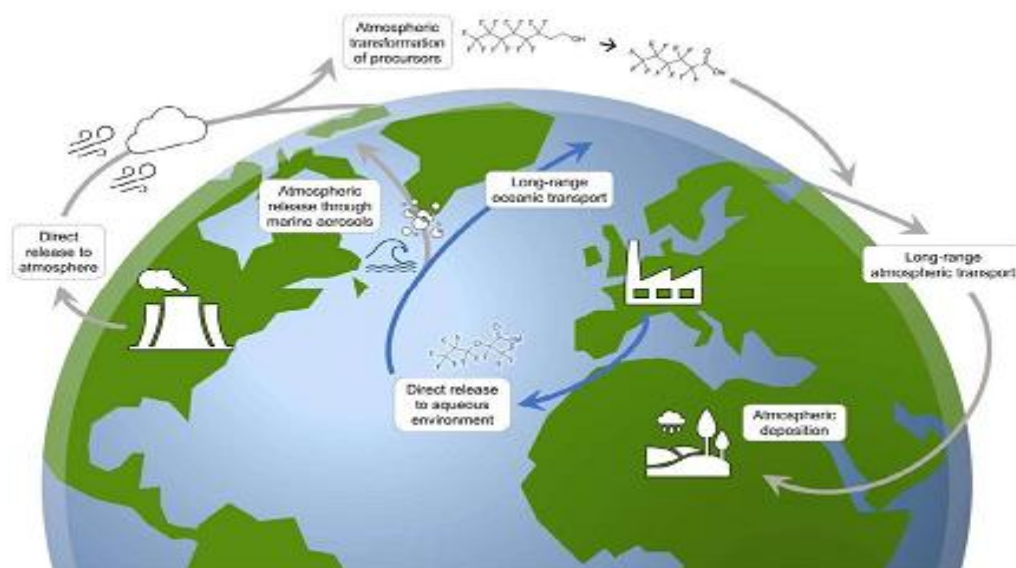 Atmospheric
transformation
of precursors
Atmospheric
release through
marine aerosols
Long-range
oceanic transport
Direct
release to
atmosphere
Long-range
atmospheric transport
Direct release
to aqueous
environment
Atmospheric
deposition